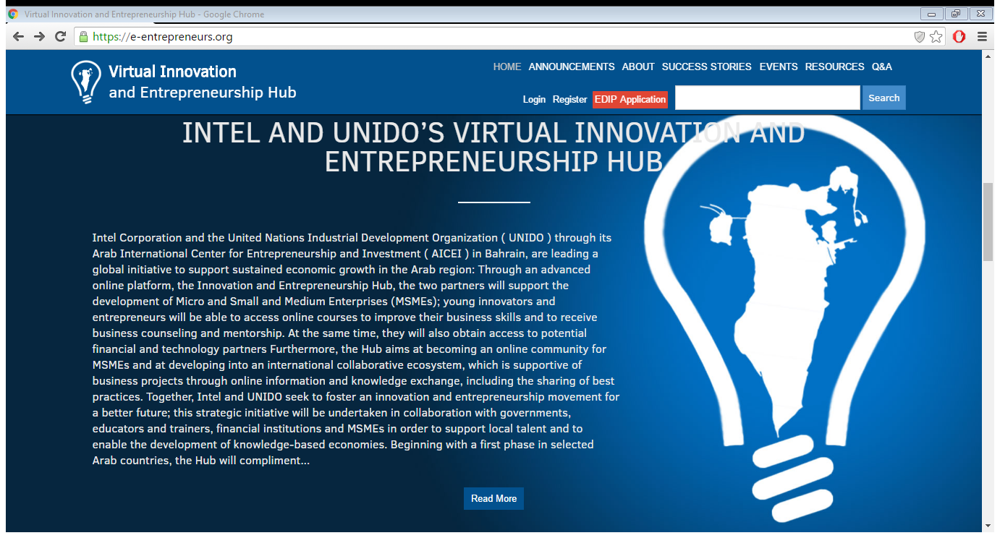 Virtual Innovation and Entrepreneurship Hub - Google Chrome
https://e-entrepreneurs.org
Virtual Innovation
and Entrepreneurship Hub
HOME ANNOUNCEMENTS ABOUT SUCCESS STORIES EVENTS RESOURCES Q&A
Login Register EDIP Application Search
INTEL AND UNIDO'S VIRTUAL INNOVATION AND
ENTREPRENEURSHIP HUB
Intel Corporation and the United Nations Industrial Development Organization ( UNIDO ) through its
Arab International Center for Entrepreneurship and Investment ( AICEI ) in Bahrain, are leading a
global initiative to support sustained economic growth in the Arab region: Through an advanced
online platform, the Innovation and Entrepreneurship Hub, the two partners will support the
development of Micro and Small and Medium Enterprises (MSMEs); young innovators and
entrepreneurs will be able to access online courses to improve their business skills and to receive
business counseling and mentorship. At the same time, they will also obtain access to potential
financial and technology partners Furthermore, the Hub aims at becoming an online community for
MSMEs and at developing into an international collaborative ecosystem, which is supportive of
business projects through online information and knowledge exchange, including the sharing of best
practices. Together, Intel and UNIDO seek to foster an innovation and entrepreneurship movement for
a better future; this strategic initiative will be undertaken in collaboration with governments,
educators and trainers, financial institutions and MSMEs in order to support local talent and to
enable the development of knowledge-based economies. Beginning with a first phase in selected
Arab countries, the Hub will compliment...
Read More